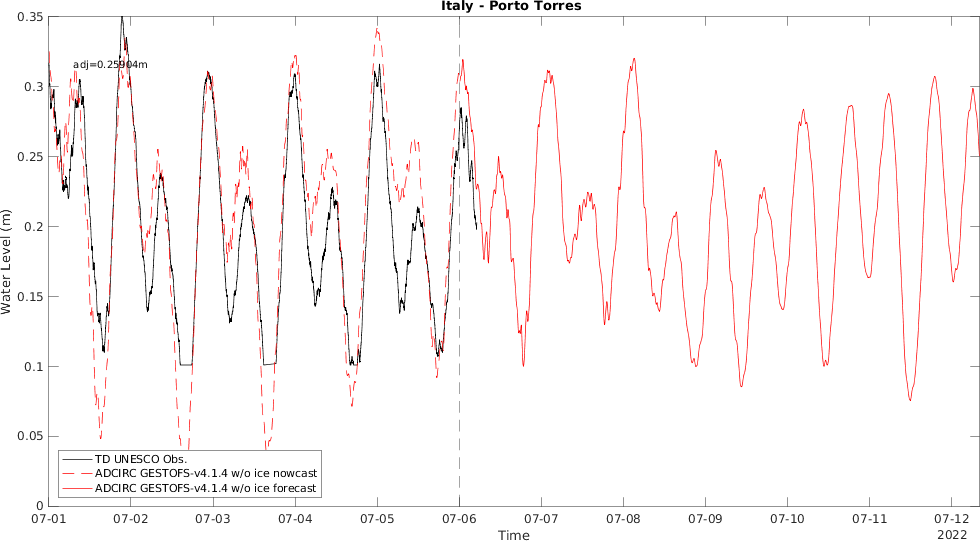 Italy - Porto Torres
0.35
adj=0.25904m
0.3
0.25
0.2
Water Level (m)
0.15
0.1
0.05
TD UNESCO Obs.
ADCIRC GESTOFS-v4.1.4 w/o ice nowcast
ADCIRC GESTOFS-v4.1.4 w/o ice forecast
0
07-01 07-02 07-03 07-04 07-05 07-06 07-07 07-08 07-09 07-10 07-11 07-12
Time 2022